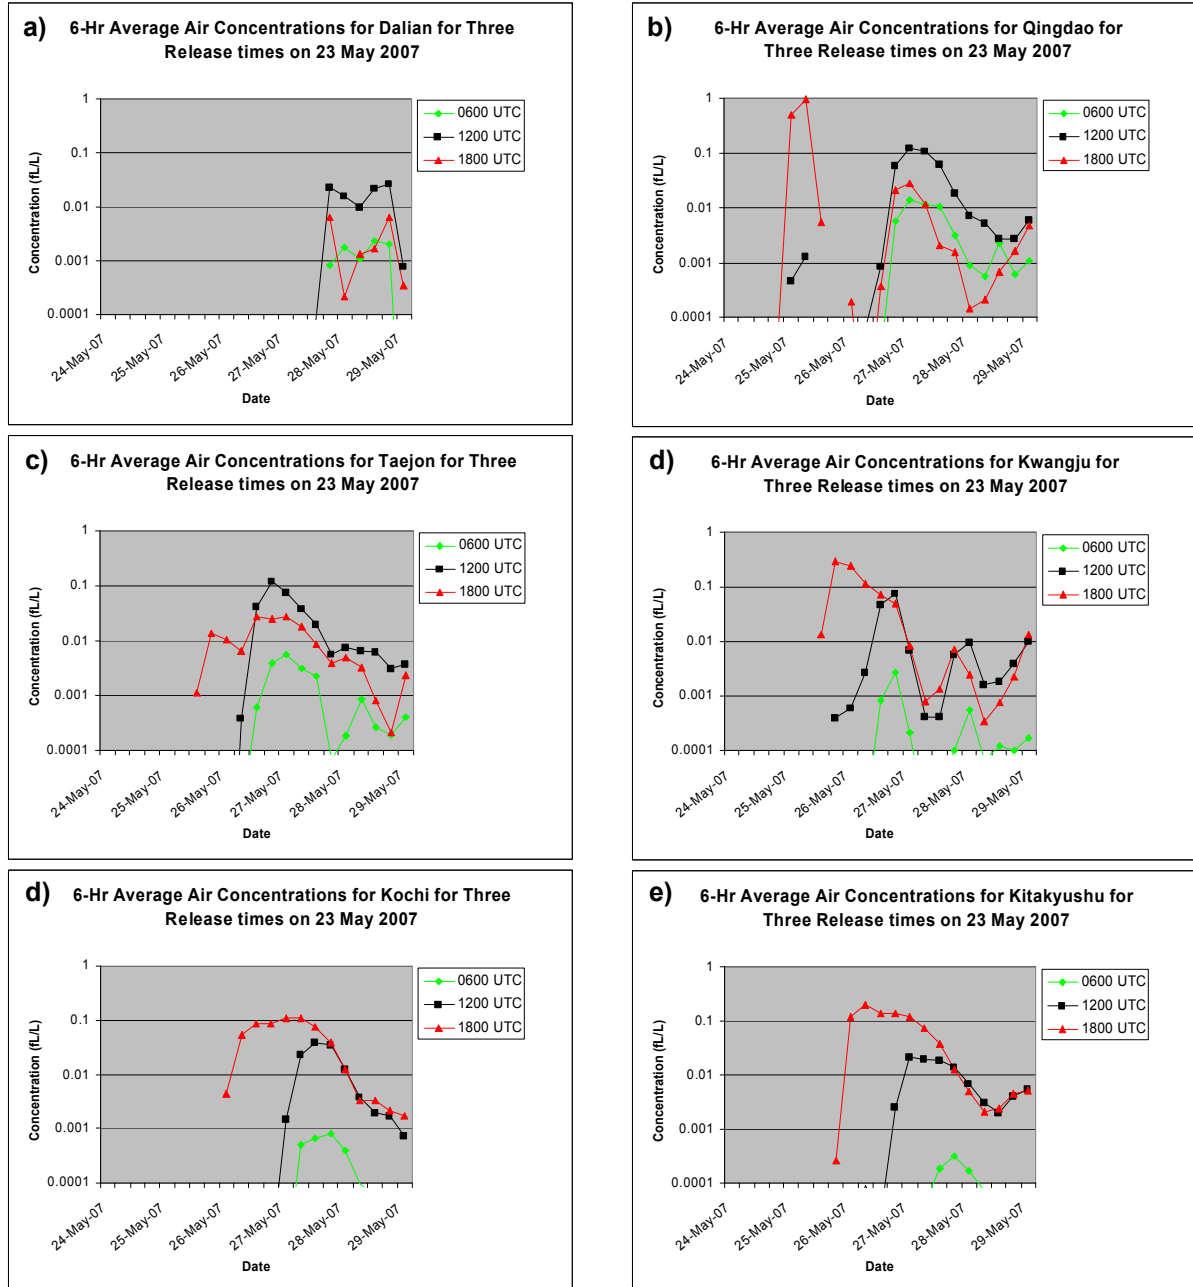 a)
6-Hr Average Air Concentrations for Dalian for Three
Release times on 23 May 2007
Concentration (fL/L)
1
0.1
0.01
0.001
0.0001
24-May-07
25-May-07
26-May-07
27-May-07
28-May-07
29-May-07
Date
0600 UTC
1200 UTC
1800 UTC
b)
6-Hr Average Air Concentrations for Qingdao for
Three Release times on 23 May 2007
Concentration (fL/L)
1
0.1
0.01
0.001
0.0001
24-May-07
25-May-07
26-May-07
27-May-07
28-May-07
29-May-07
Date
0600 UTC
1200 UTC
1800 UTC
c)
6-Hr Average Air Concentrations for Taejon for Three
Release times on 23 May 2007
Concentration (fL/L)
1
0.1
0.01
0.001
0.0001
24-May-07
25-May-07
26-May-07
27-May-07
28-May-07
29-May-07
Date
0600 UTC
1200 UTC
1800 UTC
d)
6-Hr Average Air Concentrations for Kwangju for
Three Release times on 23 May 2007
Concentration (fL/L)
1
0.1
0.01
0.001
0.0001
24-May-07
25-May-07
26-May-07
27-May-07
28-May-07
29-May-07
Date
0600 UTC
1200 UTC
1800 UTC
d)
6-Hr Average Air Concentrations for Kochi for Three
Release times on 23 May 2007
Concentration (fL/L)
1
0.1
0.01
0.001
0.0001
24-May-07
25-May-07
26-May-07
27-May-07
28-May-07
29-May-07
Date
0600 UTC
1200 UTC
1800 UTC
e)
6-Hr Average Air Concentrations for Kitakyushu for
Three Release times on 23 May 2007
Concentration (fL/L)
1
0.1
0.01
0.001
0.0001
24-May-07
25-May-07
26-May-07
27-May-07
28-May-07
29-May-07
Date
0600 UTC
1200 UTC
1800 UTC